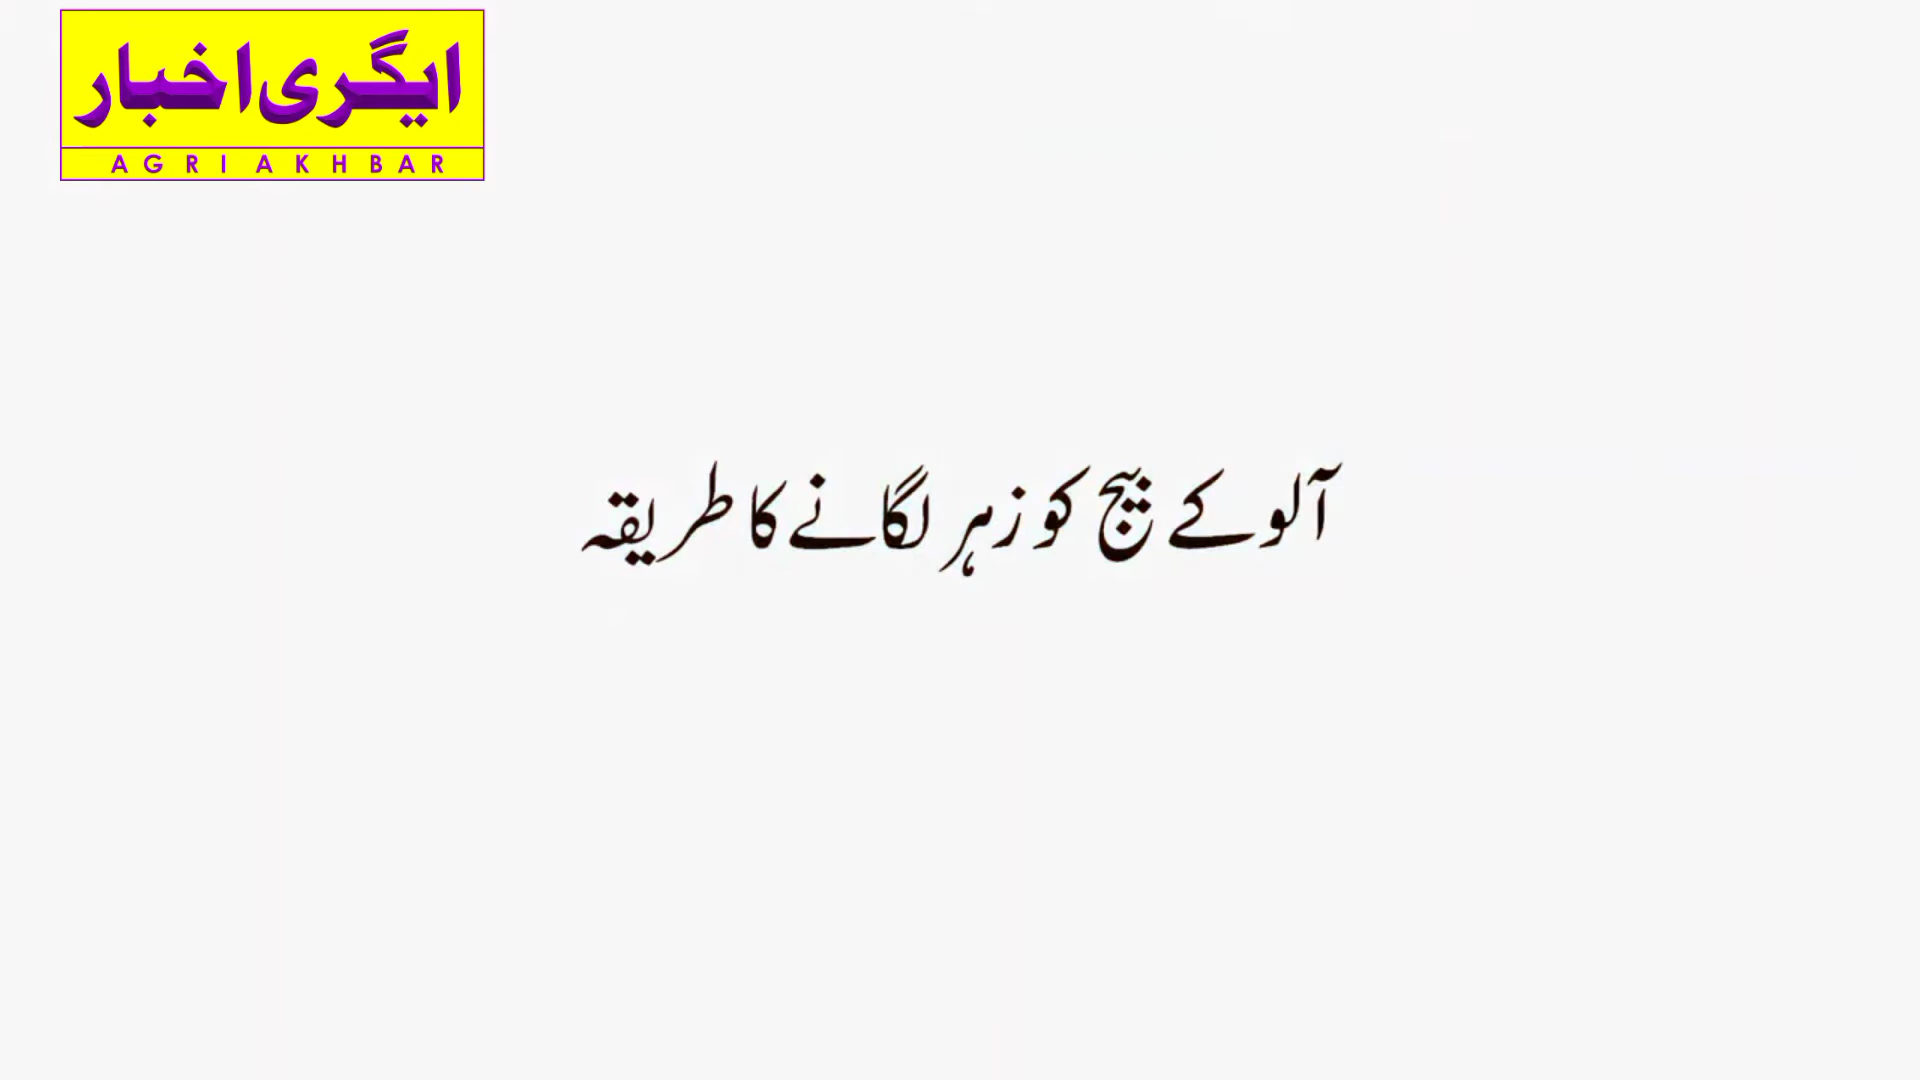 ایگری اخبار
AGRI AKHBAR
آلو کے بیج کو زہر لگانے کا طریقہ